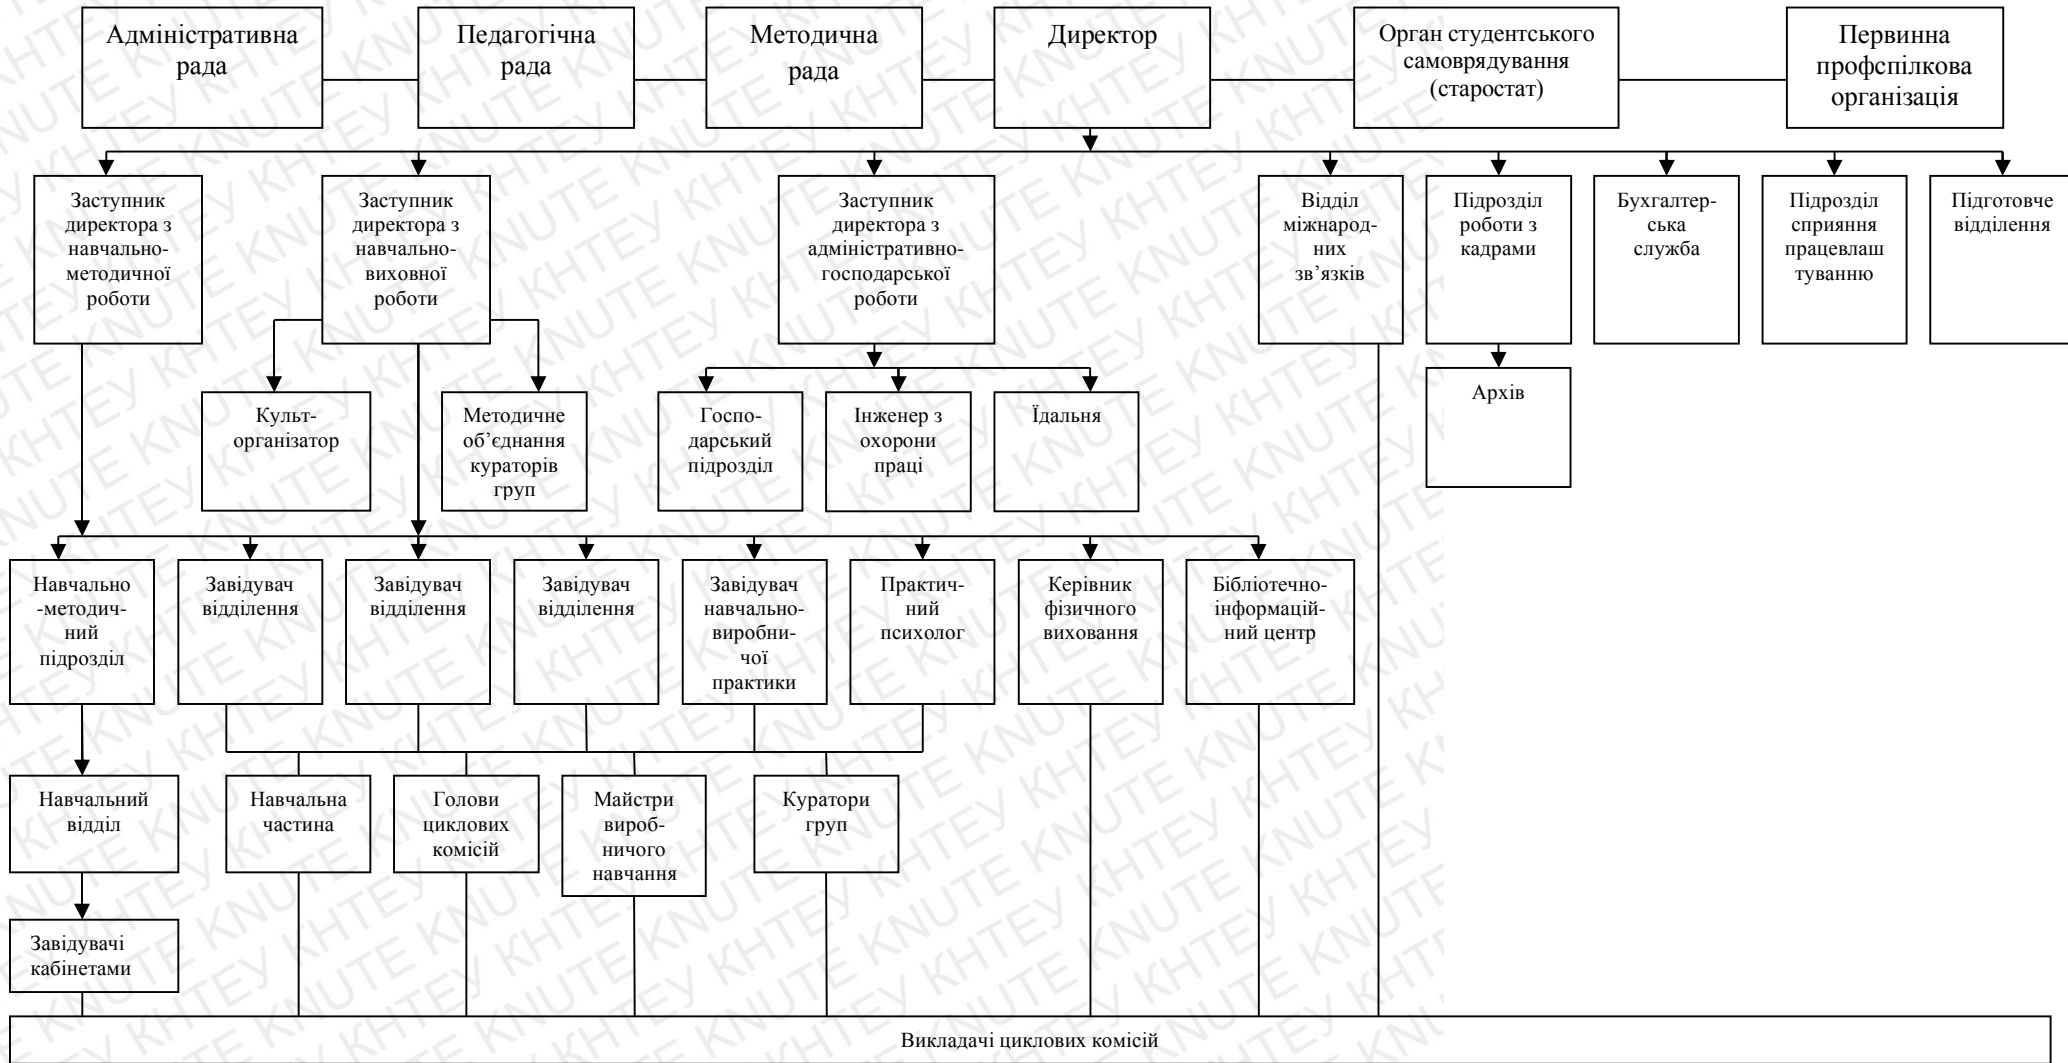 Адміністративна
рада
Педагогічна
рада
Методична
рада
Директор
Орган студентського
самоврядування
(старостат)
Первинна
профспілкова
організація
Заступник
директора з
навчально-
методичної
роботи
Заступник
директора з
навчально-
виховної
роботи
Заступник
директора з
адміністративно-
господарської
роботи
Відділ
міжнарод-
них
зв’язків
Підрозділ
роботи з
кадрами
Бухгалтер-
ська
служба
Підрозділ
сприяння
працевлаш
туванню
Підготовче
відділення
Культ-
організатор
Методичне
об’єднання
кураторів
груп
Госпо-
дарський
підрозділ
Інженер з
охорони
праці
Їдальня
Архів
Навчально
-методич-
ний
підрозділ
Завідувач
відділення
Завідувач
відділення
Завідувач
відділення
Завідувач
навчально-
виробни-
чої
практики
Практич-
ний
психолог
Керівник
фізичного
виховання
Бібліотечно-
інформацій-
ний центр
Навчальний
відділ
Навчальна
частина
Голови
циклових
комісій
Майстри
вироб-
ничого
навчання
Куратори
груп
Завідувачі
кабінетами
Викладачі циклових комісій